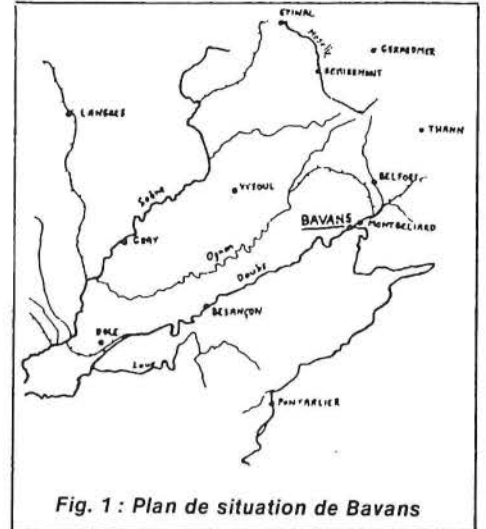 EPINAL
Moselle
GERARDMER
REMIREMONT
LANGRES
THANN
BELFORT
VESOUL
Saône
BAVANS
MONTBELIARD
GRAY
Ognon
Doubs
BESANÇON
DOLE
Loue
PONTARLIER
Fig. 1 : Plan de situation de Bavans